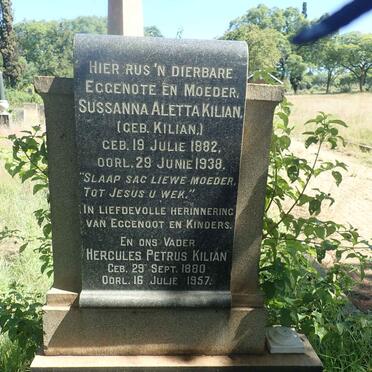 HIER RUS 'N DIERBARE
EGGENOTE EN MOEDER,
SUSSANNA ALETTA KILIAN,
(GEB. KILIAN.)
GEB. 19 JULIE 1882,
OORL. 29 JUNIE 1938.
"SLAAP SAG LIEWE MOEDER,
TOT JESUS U WEK."
IN LIEFDEVOLLE HERINNERING
VAN EGGENOOT EN KINDERS.
EN ONS VADER
HERCULES PETRUS KILIAN
GEB. 29 SEPT. 1880
OORL. 16 JULIE 1957.